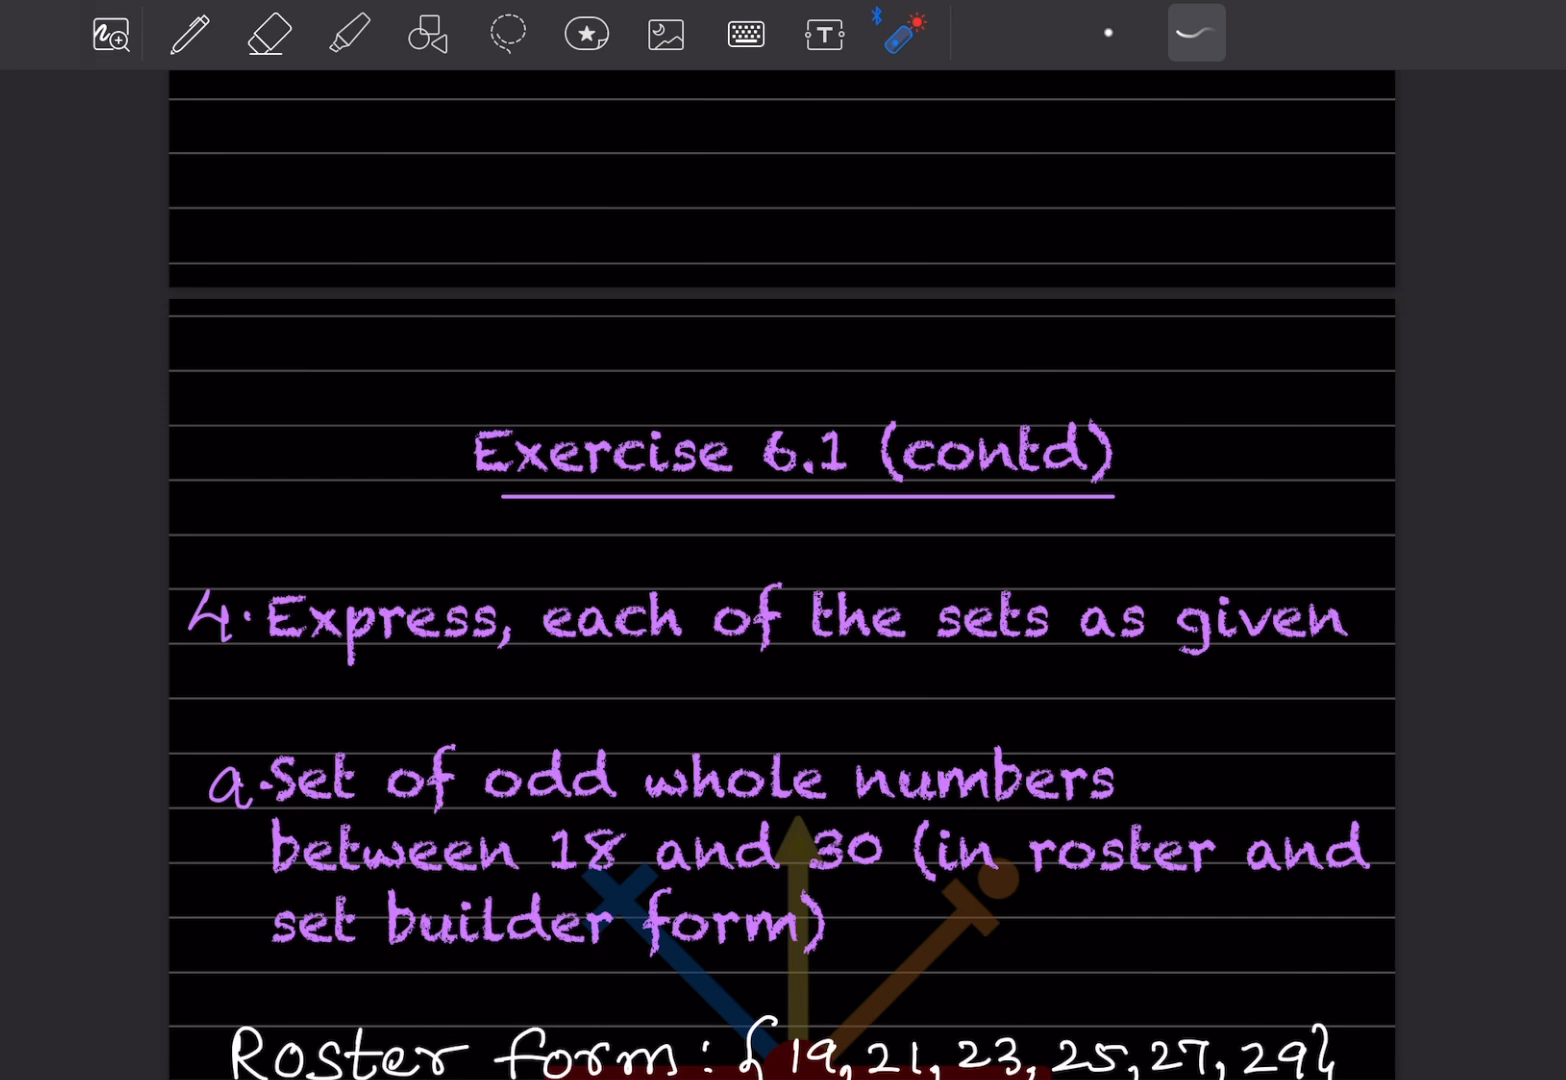 Exercise 6.1 (contd)
4. Express, each of the sets as given
a. Set of odd whole numbers
between 18 and 30 (in roster and
set builder form)
Roster form: {19, 21, 23, 25, 27, 29}